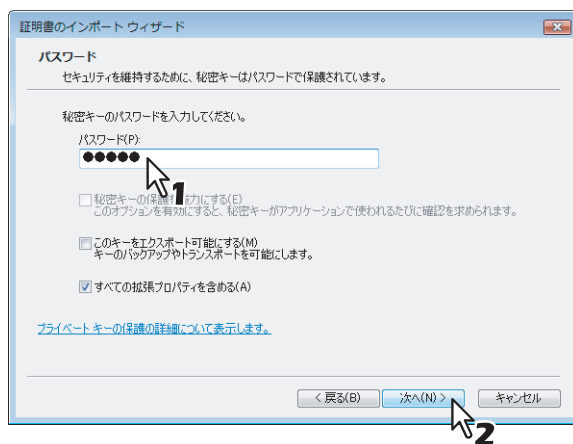 証明書のインポート ウィザード
パスワード
セキュリティを維持するために、秘密キーはパスワードで保護されています。
秘密キーのパスワードを入力してください。
パスワード(P):
●●●●●
1
秘密キーの保護を強力にする(E)
このオプションを有効にすると、秘密キーがアプリケーションで使われるたびに確認を求められます。
このキーをエクスポート可能にする(M)
キーのバックアップやトランスポートを可能にします。
すべての拡張プロパティを含める(A)
プライベート キーの保護の詳細について表示します。
< 戻る(B) 次へ(N) > キャンセル
2